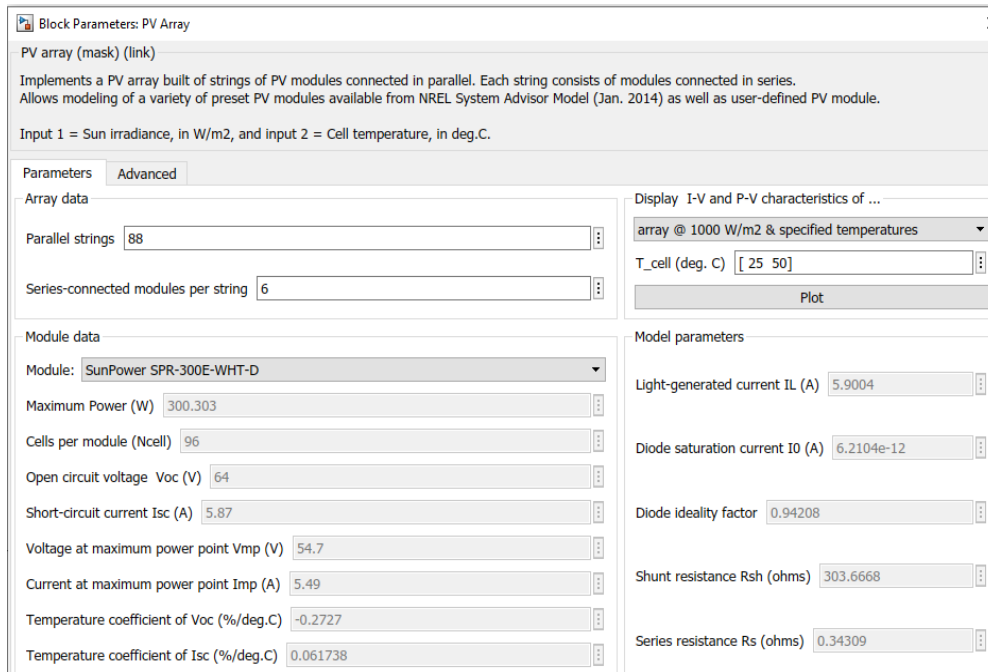 Block Parameters: PV Array
PV array (mask) (link)
Implements a PV array built of strings of PV modules connected in parallel. Each string consists of modules connected in series.
Allows modeling of a variety of preset PV modules available from NREL System Advisor Model (Jan. 2014) as well as user-defined PV module.
Input 1 = Sun irradiance, in W/m2, and input 2 = Cell temperature, in deg.C.
Parameters Advanced
Array data
Parallel strings 88
Series-connected modules per string 6
Display I-V and P-V characteristics of ...
array @ 1000 W/m2 & specified temperatures
T_cell (deg. C) [ 25 50]
Plot
Module data
Module: SunPower SPR-300E-WHT-D
Maximum Power (W) 300.303
Cells per module (Ncell) 96
Open circuit voltage Voc (V) 64
Short-circuit current Isc (A) 5.87
Voltage at maximum power point Vmp (V) 54.7
Current at maximum power point Imp (A) 5.49
Temperature coefficient of Voc (%/deg.C) -0.2727
Temperature coefficient of Isc (%/deg.C) 0.061738
Model parameters
Light-generated current IL (A) 5.9004
Diode saturation current I0 (A) 6.2104e-12
Diode ideality factor 0.94208
Shunt resistance Rsh (ohms) 303.6668
Series resistance Rs (ohms) 0.34309